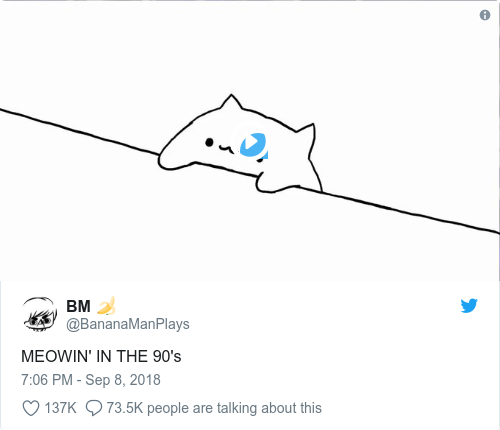 BM 🍌
@BananaManPlays
MEOWIN' IN THE 90's
7:06 PM - Sep 8, 2018
137K 73.5K people are talking about this